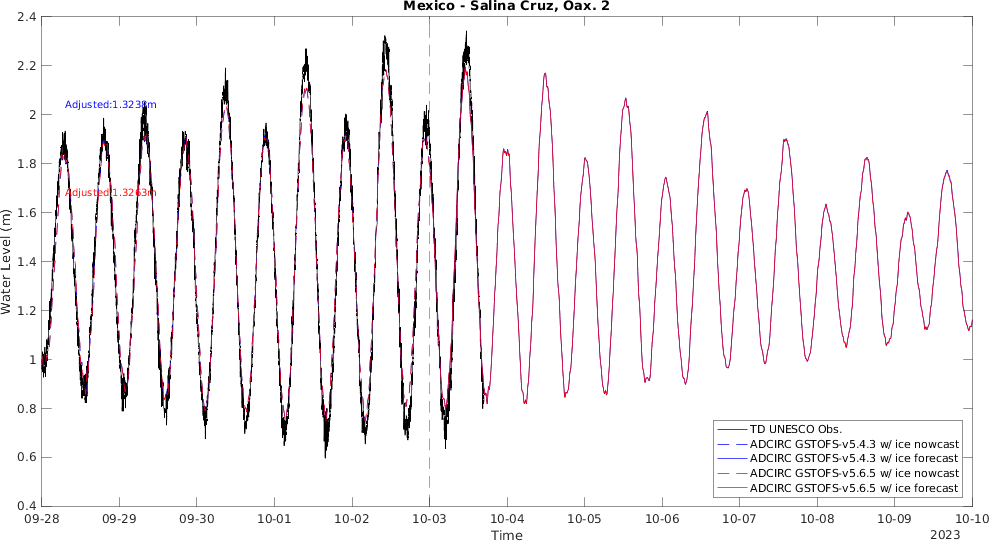 Mexico - Salina Cruz, Oax. 2
2.4
2.2
2
1.8
1.6
1.4
1.2
1
0.8
0.6
0.4
Water Level (m)
Adjusted:1.3238m
Adjusted:1.3263m
TD UNESCO Obs.
ADCIRC GSTOFS-v5.4.3 w/ ice nowcast
ADCIRC GSTOFS-v5.4.3 w/ ice forecast
ADCIRC GSTOFS-v5.6.5 w/ ice nowcast
ADCIRC GSTOFS-v5.6.5 w/ ice forecast
09-28 09-29 09-30 10-01 10-02 10-03 10-04 10-05 10-06 10-07 10-08 10-09 10-10
Time
2023